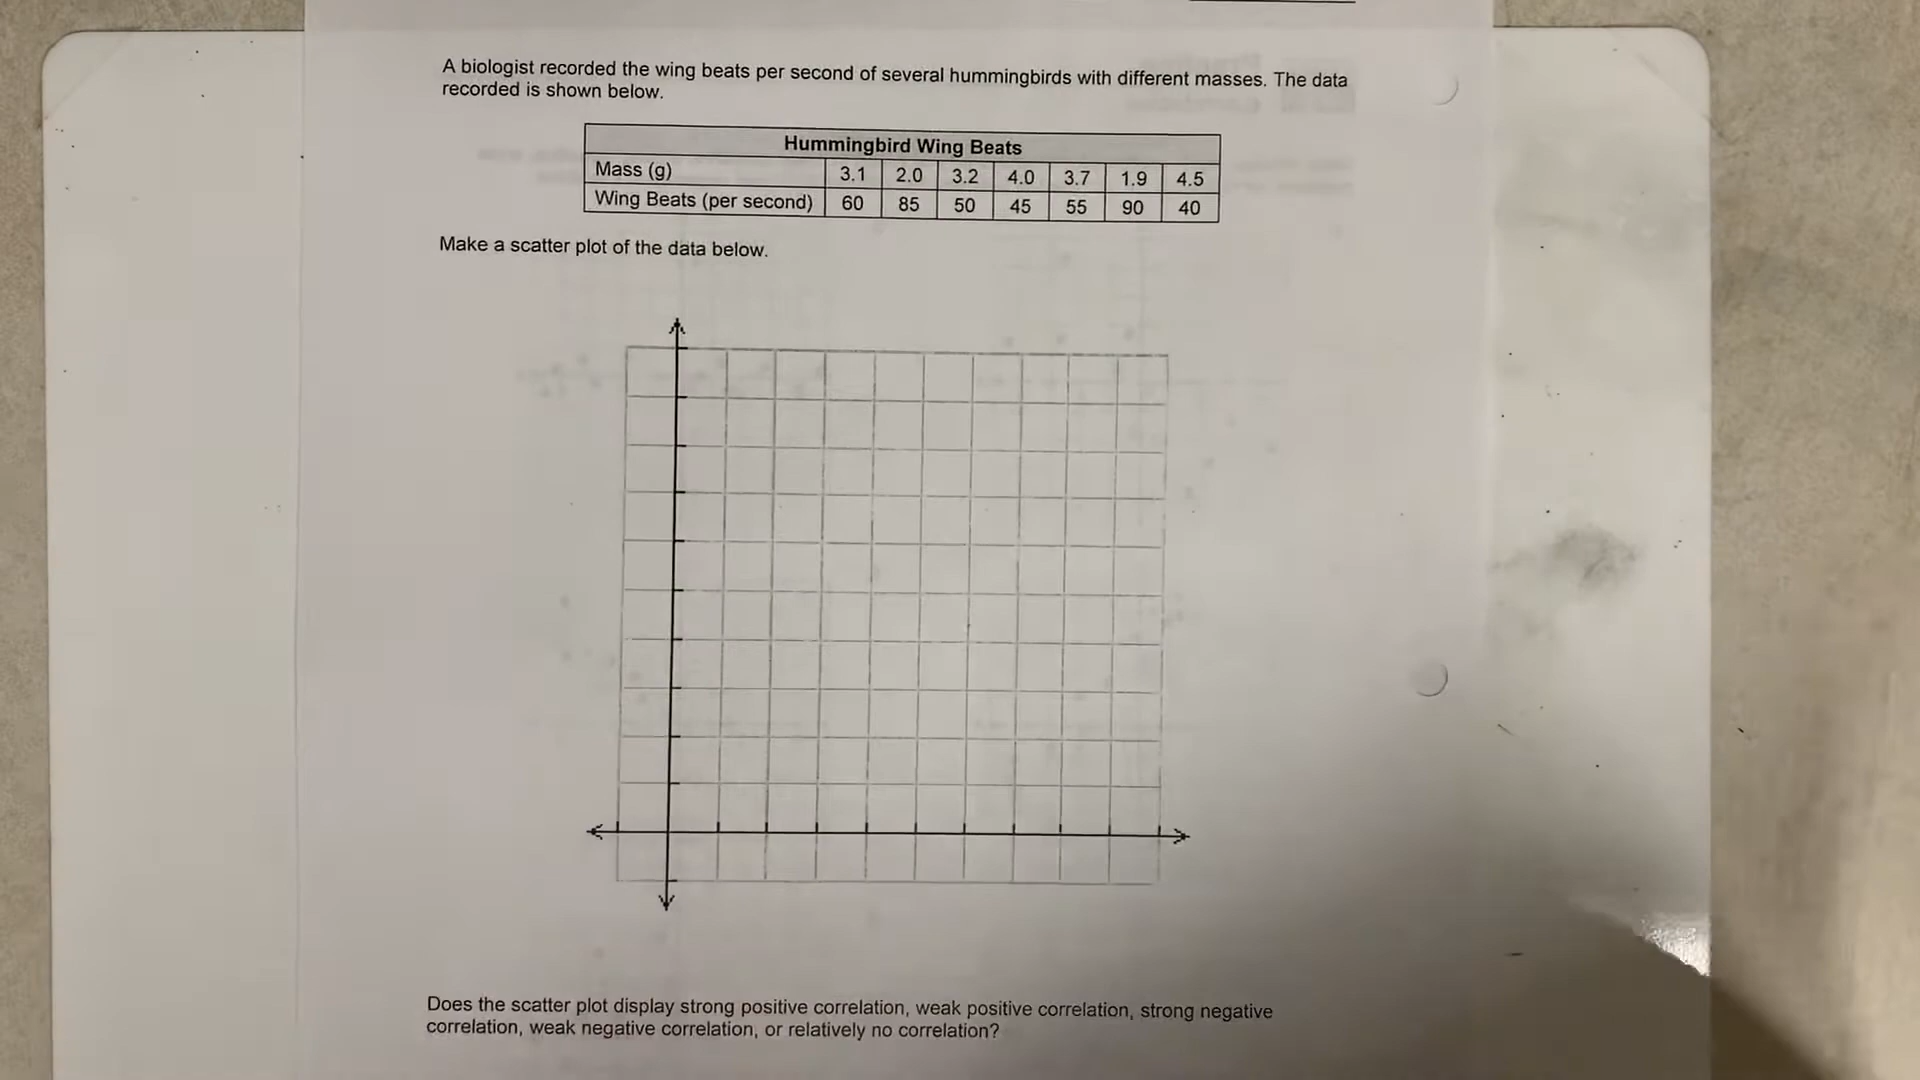 A biologist recorded the wing beats per second of several hummingbirds with different masses. The data
recorded is shown below.
Hummingbird Wing Beats
Mass (g) 3.1 2.0 3.2 4.0 3.7 1.9 4.5
Wing Beats (per second) 60 85 50 45 55 90 40
Make a scatter plot of the data below.
Does the scatter plot display strong positive correlation, weak positive correlation, strong negative
correlation, weak negative correlation, or relatively no correlation?